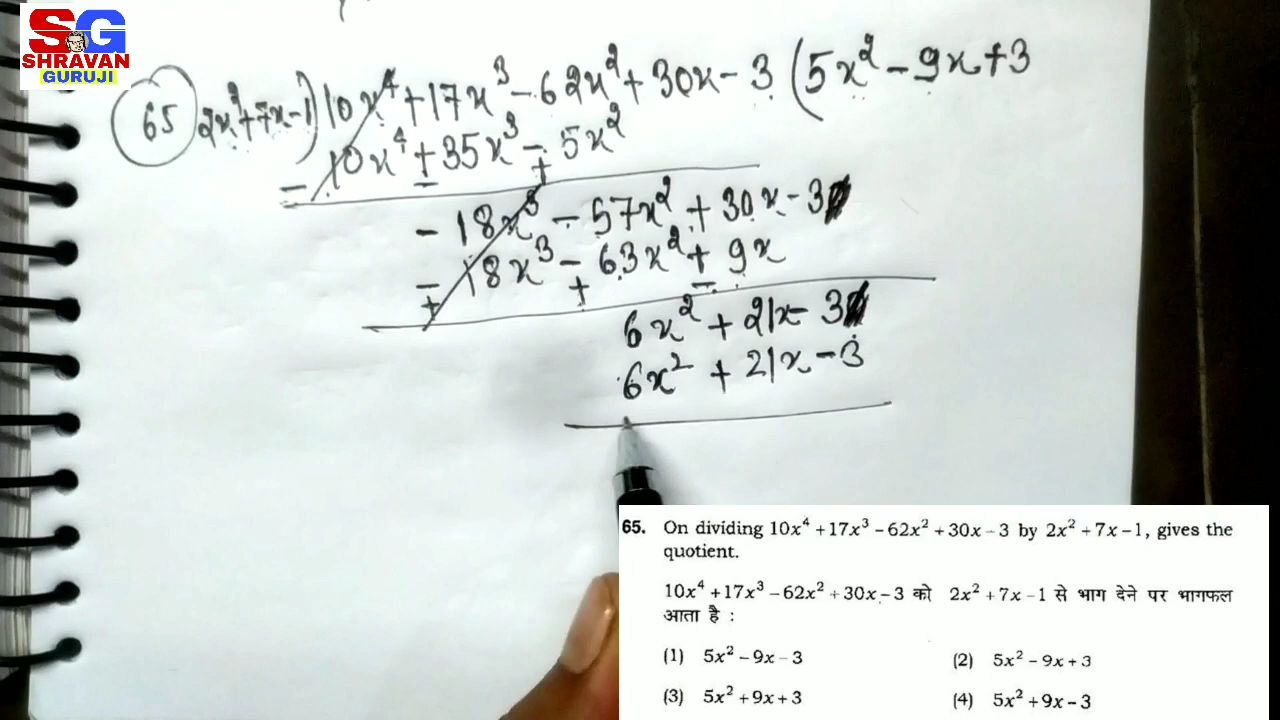 SG
SHRAVAN
GURUJI
65 2x²+7x-1) 10x⁴ + 17x³ - 62x² + 30x - 3 (5x² - 9x + 3
10x⁴ + 35x³ - 5x²
- - +
- 18x³ - 57x² + 30x - 3
- 18x³ - 63x² + 9x
+ + -
6x² + 21x - 3
6x² + 21x - 3
65. On dividing 10x⁴ + 17x³ - 62x² + 30x - 3 by 2x² + 7x - 1, gives the
quotient.
10x⁴ + 17x³ - 62x² + 30x - 3 को 2x² + 7x - 1 से भाग देने पर भागफल
आता है :
(1) 5x² - 9x - 3 (2) 5x² - 9x + 3
(3) 5x² + 9x + 3 (4) 5x² + 9x - 3